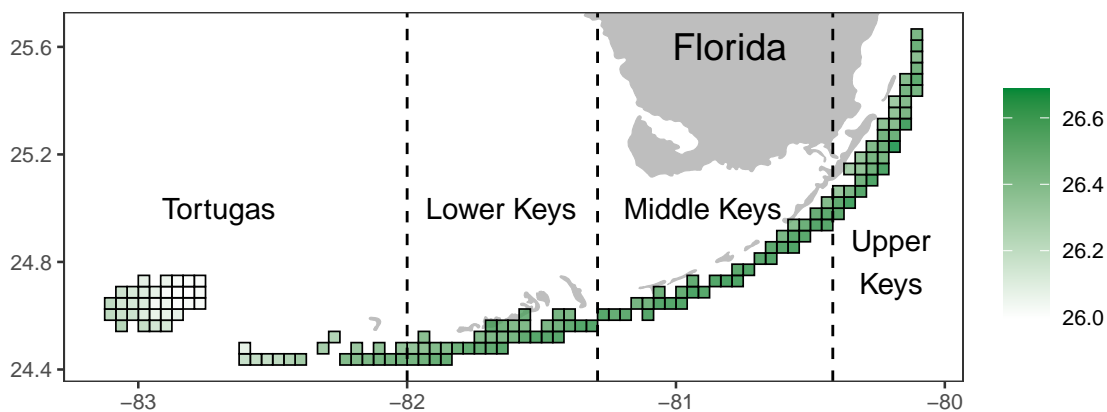 25.6
25.2
24.8
24.4
Florida
Tortugas
Lower Keys
Middle Keys
Upper
Keys
−83
−82
−81
−80
26.6
26.4
26.2
26.0